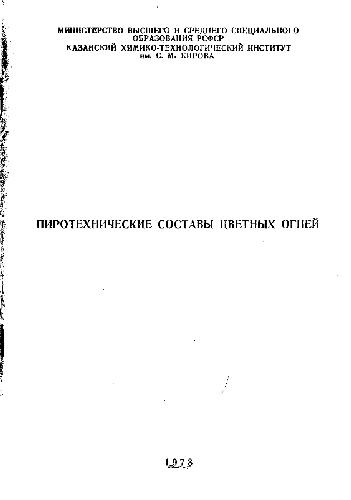 МИНИСТЕРСТВО ВЫСШЕГО И СРЕДНЕГО СПЕЦИАЛЬНОГО
ОБРАЗОВАНИЯ РСФСР
КАЗАНСКИЙ ХИМИКО-ТЕХНОЛОГИЧЕСКИЙ ИНСТИТУТ
им. С. М. КИРОВА
ПИРОТЕХНИЧЕСКИЕ СОСТАВЫ ЦВЕТНЫХ ОГНЕЙ
1978